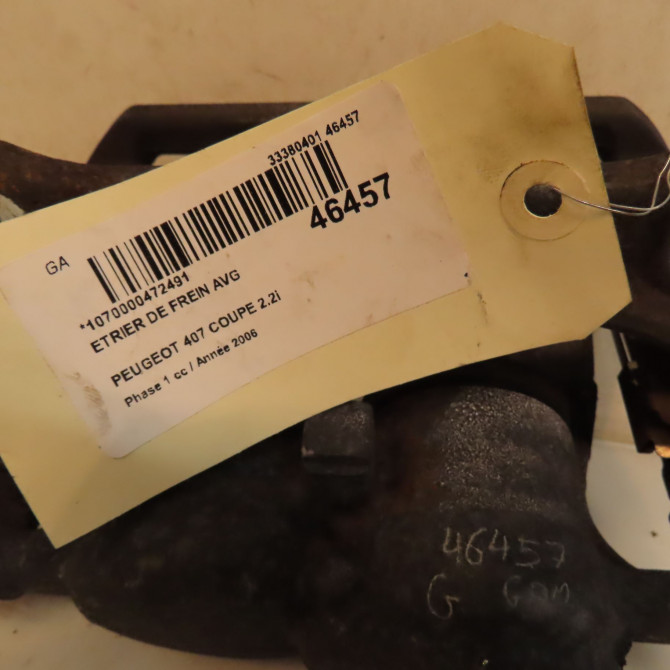 33380401 46457
46457
GA
*1070000472491
ETRIER DE FREIN AVG
PEUGEOT 407 COUPE 2.2i
Phase 1 cc / Année 2006
46457
G